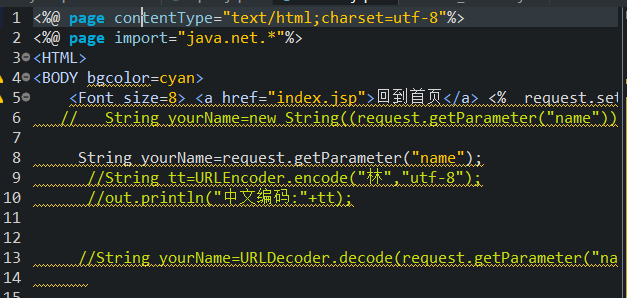 1 <%@ page contentType="text/html;charset=utf-8"%>
2 <%@ page import="java.net.*"%>
3 <HTML>
4 <BODY bgcolor=cyan>
5 <Font size=8> <a href="index.jsp">回到首页</a> <% request.set
6 // String yourName=new String((request.getParameter("name"))
7
8 String yourName=request.getParameter("name");
9 //String tt=URLEncoder.encode("林","utf-8");
10 //out.println("中文编码:"+tt);
11
12
13 //String yourName=URLDecoder.decode(request.getParameter("na
14
15